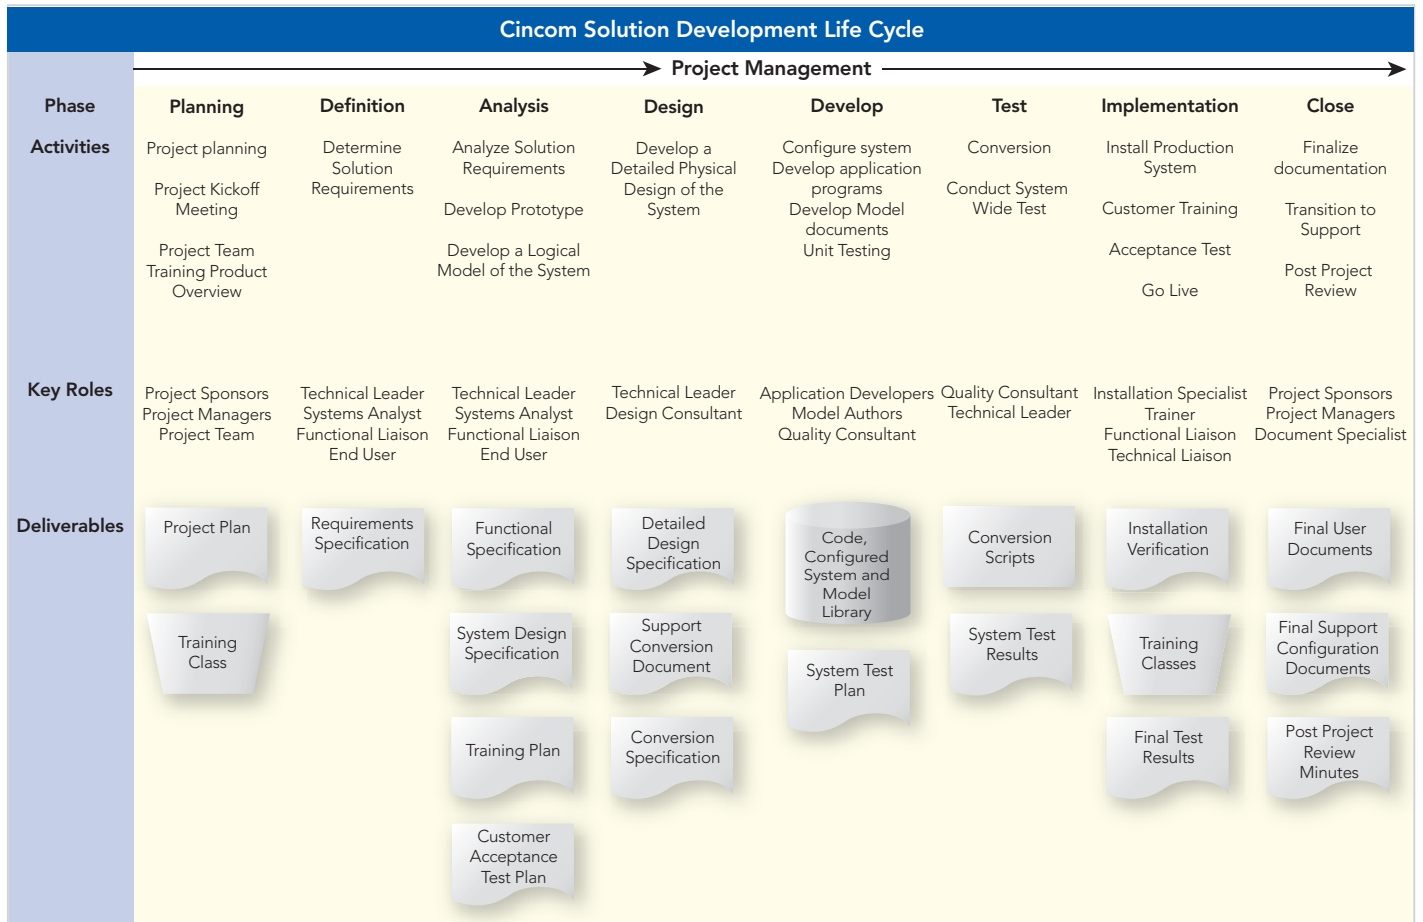 Cincom Solution Development Life Cycle
Project Management
Phase
Planning
Definition
Analysis
Design
Develop
Test
Implementation
Close
Activities
Project planning
Project Kickoff
Meeting
Project Team
Training Product
Overview
Determine
Solution
Requirements
Analyze Solution
Requirements
Develop Prototype
Develop a Logical
Model of the System
Develop a
Detailed Physical
Design of the
System
Configure system
Develop application
programs
Develop Model
documents
Unit Testing
Conversion
Conduct System
Wide Test
Install Production
System
Customer Training
Acceptance Test
Go Live
Finalize
documentation
Transition to
Support
Post Project
Review
Key Roles
Project Sponsors
Project Managers
Project Team
Technical Leader
Systems Analyst
Functional Liaison
End User
Technical Leader
Systems Analyst
Functional Liaison
End User
Technical Leader
Design Consultant
Application Developers
Model Authors
Quality Consultant
Quality Consultant
Technical Leader
Installation Specialist
Trainer
Functional Liaison
Technical Liaison
Project Sponsors
Project Managers
Document Specialist
Deliverables
Project Plan
Training
Class
Requirements
Specification
Functional
Specification
System Design
Specification
Training Plan
Customer
Acceptance
Test Plan
Detailed
Design
Specification
Support
Conversion
Document
Conversion
Specification
Code,
Configured
System and
Model
Library
System Test
Plan
Conversion
Scripts
System Test
Results
Installation
Verification
Training
Classes
Final Test
Results
Final User
Documents
Final Support
Configuration
Documents
Post Project
Review
Minutes